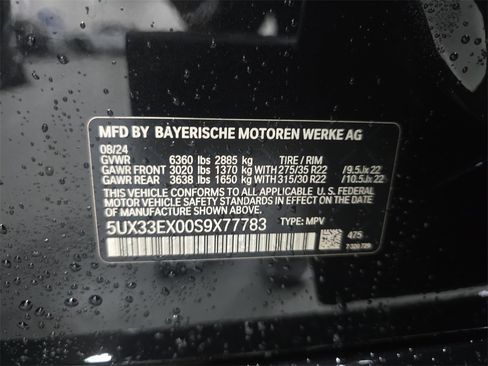 MFD BY BAYERISCHE MOTOREN WERKE AG
08/24
GVWR 6360 lbs 2885 kg TIRE / RIM
GAWR FRONT 3020 lbs 1370 kg WITH 275/35 R22 / 9.5Jx22
GAWR REAR 3638 lbs 1650 kg WITH 315/30 R22 / 10.5Jx22
THIS VEHICLE CONFORMS TO ALL APPLICABLE U.S. FEDERAL
MOTOR VEHICLE SAFETY STANDARDS IN EFFECT ON THE
DATE OF MANUFACTURE SHOWN ABOVE.
5UX33EX00S9X77783 TYPE: MPV
475